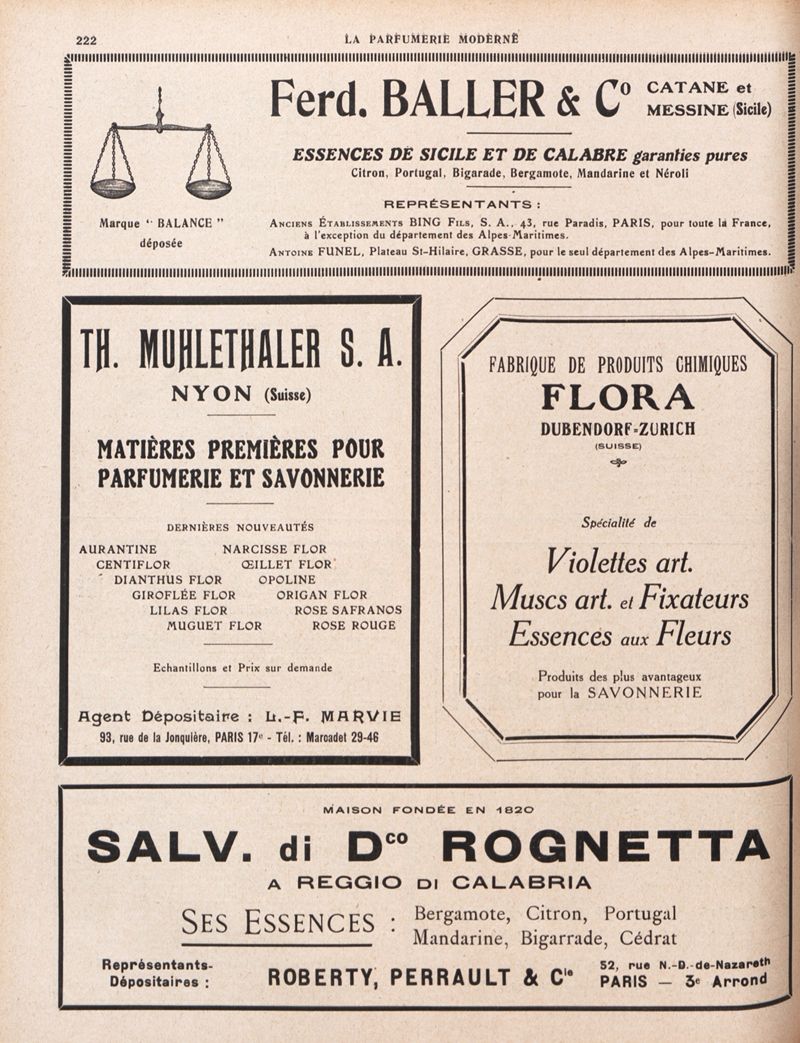 222
LA PARFUMERIE MODERNE
Ferd. BALLER & Cº CATANE et
MESSINE (Sicile)
ESSENCES DE SICILE ET DE CALABRE garanties pures
Citron, Portugal, Bigarade, Bergamote, Mandarine et Néroli
REPRÉSENTANTS :
ANCIENS ÉTABLISSEMENTS BING FILS, S. A., 43, rue Paradis, PARIS, pour toute la France,
à l'exception du département des Alpes-Maritimes.
ANTOINE FUNEL, Plateau St-Hilaire, GRASSE, pour le seul département des Alpes-Maritimes.
Marque " BALANCE "
déposée
TH. MUHLETHALER S. A.
NYON (Suisse)
MATIÈRES PREMIÈRES POUR
PARFUMERIE ET SAVONNERIE
DERNIÈRES NOUVEAUTÉS
AURANTINE NARCISSE FLOR
CENTIFLOR ŒILLET FLOR
DIANTHUS FLOR OPOLINE
GIROFLÉE FLOR ORIGAN FLOR
LILAS FLOR ROSE SAFRANOS
MUGUET FLOR ROSE ROUGE
Echantillons et Prix sur demande
Agent Dépositaire : L.-F. MARVIE
93, rue de la Jonquière, PARIS 17e - Tél. : Marcadet 29-46
FABRIQUE DE PRODUITS CHIMIQUES
FLORA
DUBENDORF-ZURICH
(SUISSE)
Spécialité de
Violettes art.
Muscs art. et Fixateurs
Essences aux Fleurs
Produits des plus avantageux
pour la SAVONNERIE
MAISON FONDÉE EN 1820
SALV. di Dco ROGNETTA
A REGGIO DI CALABRIA
SES ESSENCES : Bergamote, Citron, Portugal
Mandarine, Bigarrade, Cédrat
Représentants-
Dépositaires :
ROBERTY, PERRAULT & Cie
52, rue N.-D.-de-Nazareth
PARIS — 3e Arrond